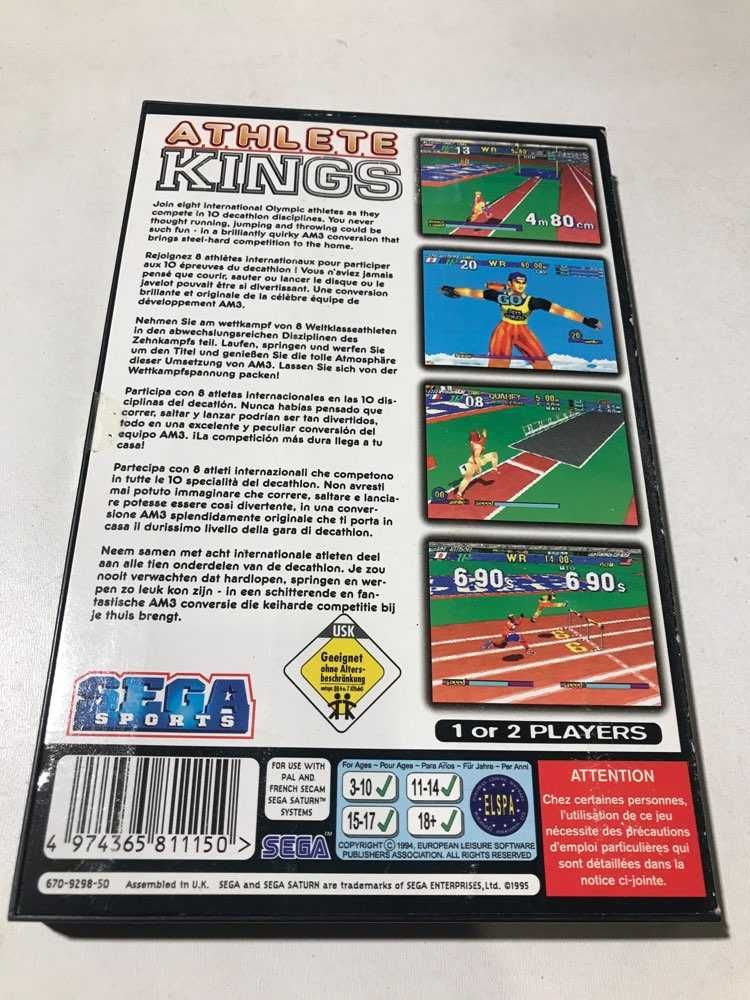 ATHLETE
KINGS
Join eight international Olympic athletes as they
compete in 10 decathlon disciplines. You never
thought running, jumping and throwing could be
such fun - in a brilliantly quirky AM3 conversion that
brings steel-hard competition to the home.
Rejoignez 8 athlètes internationaux pour participer
aux 10 épreuves du decathlon ! Vous n'aviez jamais
pensé que courir, sauter ou lancer le disque ou le
javelot pouvait être si divertissant. Une conversion
brillante et originale de la célèbre équipe de
développement AM3.
Nehmen Sie am wettkampf von 8 Weltklasseathleten
in den abwechslungsreichen Disziplinen des
Zehnkampfs teil. Laufen, springen und werfen Sie
um den Titel und genießen Sie die tolle Atmosphäre
dieser Umsetzung von AM3. Lassen Sie sich von der
Wettkampfspannung packen!
Participa con 8 atletas internacionales en las 10 dis-
ciplinas del decatlón. Nunca habías pensado que
correr, saltar y lanzar podrían ser tan divertidos,
todo en una excelente y peculiar conversión del
equipo AM3. ¡La competición más dura llega a tu
casa!
Partecipa con 8 atleti internazionali che competono
in tutte le 10 specialità del decathlon. Non avresti
mai potuto immaginare che correre, saltare e lancia-
re potesse essere così divertente, in una conver-
sione AM3 splendidamente originale che ti porta in
casa il durissimo livello della gara di decathlon.
Neem samen met acht internationale atleten deel
aan alle tien onderdelen van de decathlon. Je zou
nooit verwachten dat hardlopen, springen en wer-
pen zo leuk kon zijn - in een schitterende en fan-
tastische AM3 conversie die keiharde competitie bij
je thuis brengt.
13 WR
4m80cm
20 WR 60.00m
GO
20
08 QUALIFY 5.00m
00
WR 14.00s
6.90s 6.90s
SEGA
SPORTS
USK
Geeignet
ohne Alters-
beschränkung
1 or 2 PLAYERS
4 974365 811150 >
FOR USE WITH
PAL AND
FRENCH SECAM
SEGA SATURN™
SYSTEMS
SEGA™
For Ages ~ Pour Ages ~ Para Años ~ Für Jahre ~ Per Anni
3-10 ✓ 11-14 ✓
15-17 ✓ 18+ ✓
ELSPA
COPYRIGHT © 1994, EUROPEAN LEISURE SOFTWARE
PUBLISHERS ASSOCIATION. ALL RIGHTS RESERVED
ATTENTION
Chez certaines personnes,
l'utilisation de ce jeu
nécessite des précautions
d'emploi particulières qui
sont détaillées dans la
notice ci-jointe.
670-9298-50 Assembled in U.K. SEGA and SEGA SATURN are trademarks of SEGA ENTERPRISES, Ltd. ©1995